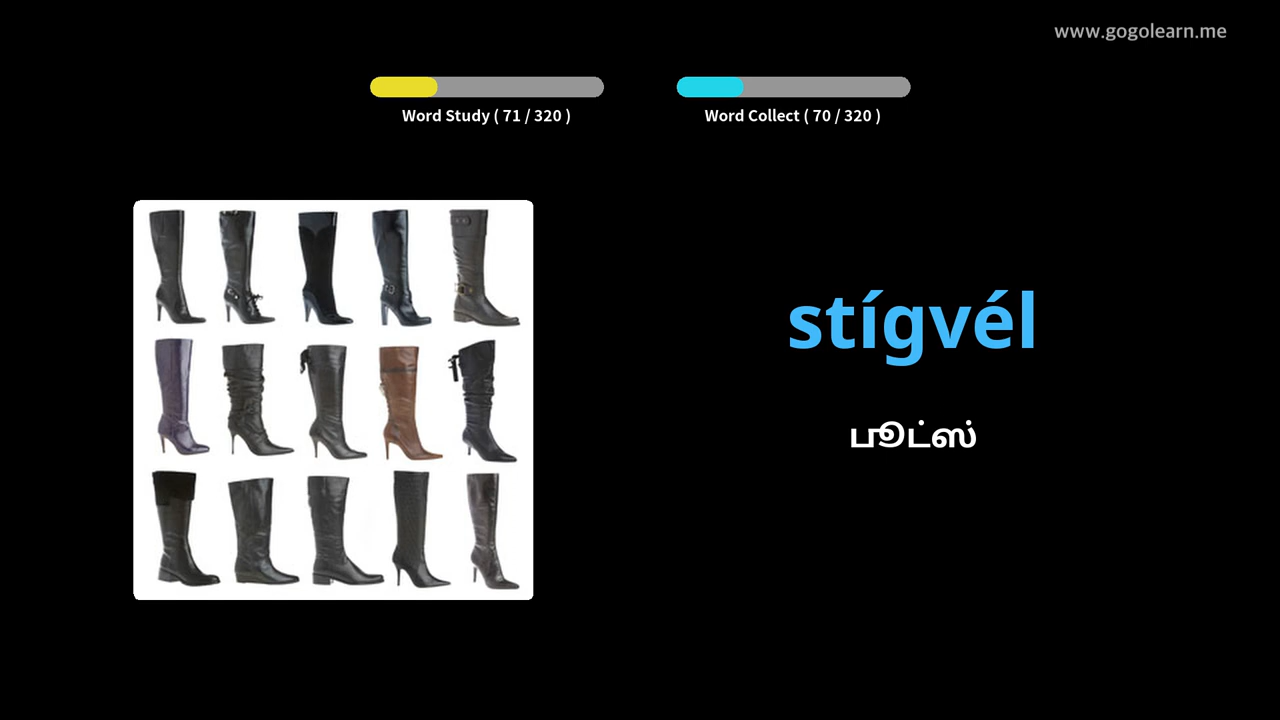 www.gogolearn.me
Word Study ( 71 / 320 )
Word Collect ( 70 / 320 )
stígvél
பூட்ஸ்